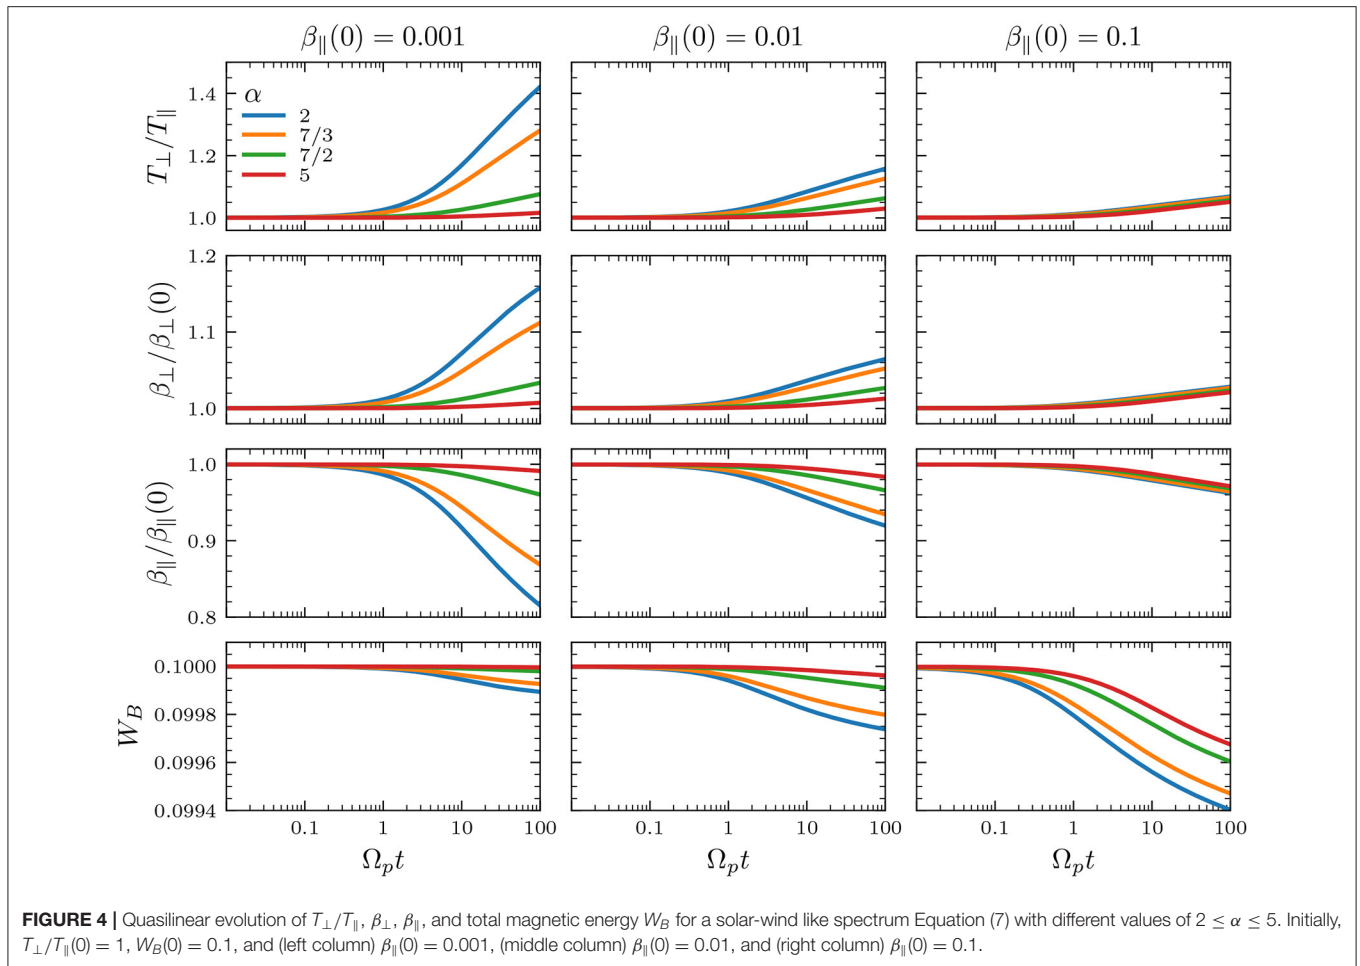 β∥(0) = 0.001 β∥(0) = 0.01 β∥(0) = 0.1
T⊥/T∥
1.4
1.2
1.0
α
2
7/3
7/2
5
β⊥/β⊥(0)
1.2
1.1
1.0
β∥/β∥(0)
1.0
0.9
0.8
W_B
0.1000
0.0998
0.0996
0.0994
0.1 1 10 100 0.1 1 10 100 0.1 1 10 100
Ω_p t Ω_p t Ω_p t
FIGURE 4 | Quasilinear evolution of T⊥/T∥, β⊥, β∥, and total magnetic energy W_B for a solar-wind like spectrum Equation (7) with different values of 2 ≤ α ≤ 5. Initially,
T⊥/T∥(0) = 1, W_B(0) = 0.1, and (left column) β∥(0) = 0.001, (middle column) β∥(0) = 0.01, and (right column) β∥(0) = 0.1.